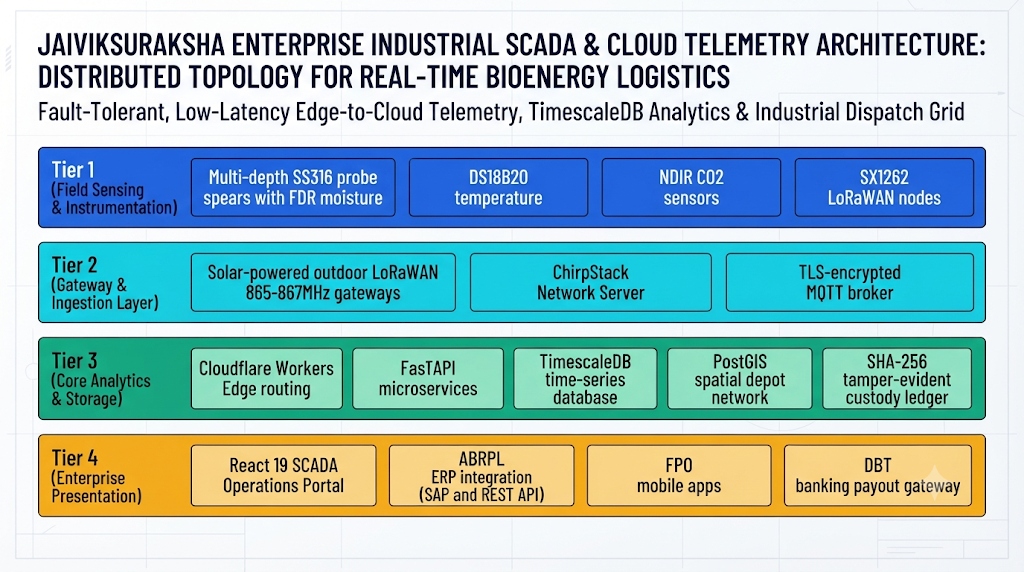 JAIVIKSURAKSHA ENTERPRISE INDUSTRIAL SCADA & CLOUD TELEMETRY ARCHITECTURE:
DISTRIBUTED TOPOLOGY FOR REAL-TIME BIOENERGY LOGISTICS
Fault-Tolerant, Low-Latency Edge-to-Cloud Telemetry, TimescaleDB Analytics & Industrial Dispatch Grid
Tier 1
(Field Sensing
& Instrumentation)
Multi-depth SS316 probe
spears with FDR moisture
DS18B20
temperature
NDIR CO2
sensors
SX1262
LoRaWAN nodes
Tier 2
(Gateway &
Ingestion Layer)
Solar-powered outdoor LoRaWAN
865-867MHz gateways
ChirpStack
Network Server
TLS-encrypted
MQTT broker
Tier 3
(Core Analytics
& Storage)
Cloudflare Workers
Edge routing
FasTAPI
microservices
TimescaleDB
time-series
database
PostGIS
spatial depot
network
SHA-256
tamper-evident
custody ledger
Tier 4
(Enterprise
Presentation)
React 19 SCADA
Operations Portal
ABRPL
ERP integration
(SAP and REST API)
FPO
mobile apps
DBT
banking payout gateway